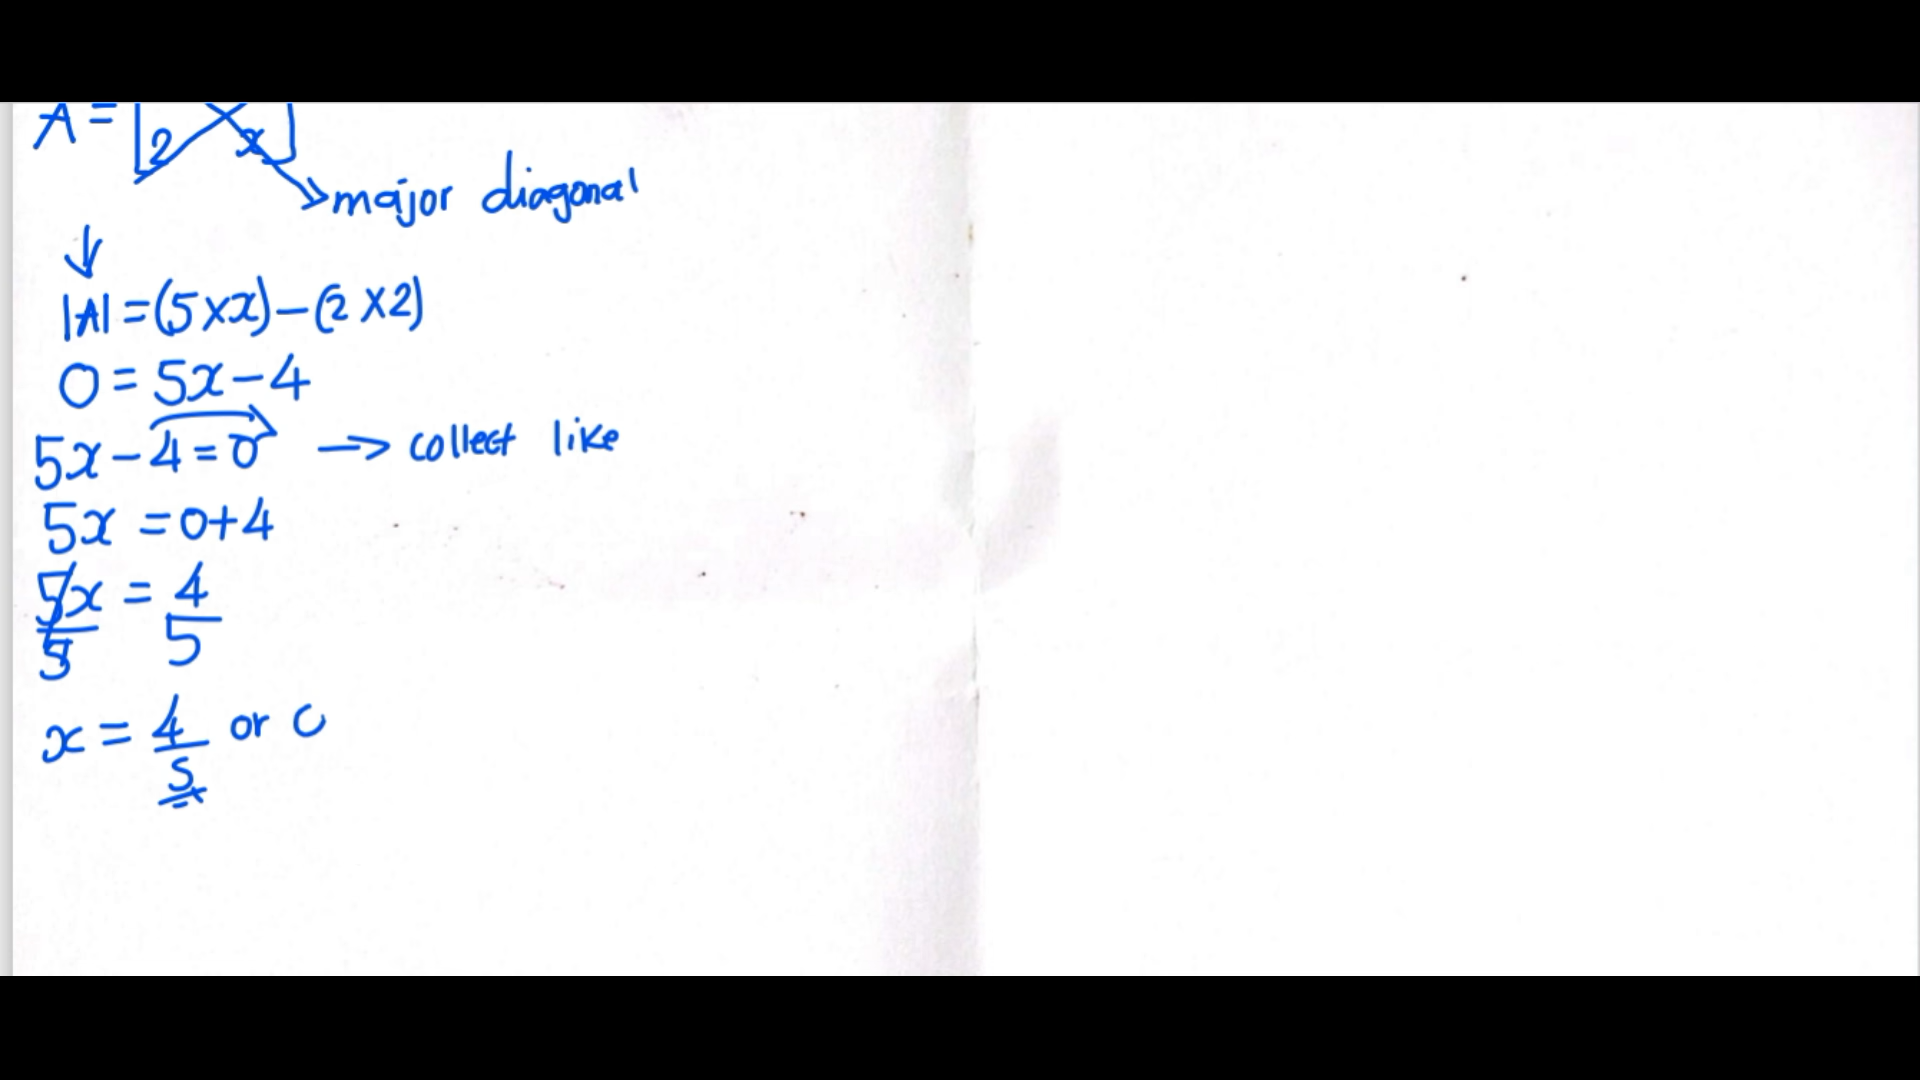 A = [2 x]
major diagonal
↓
|A| = (5 x x) − (2 x 2)
0 = 5x − 4
5x − 4 = 0 → collect like
5x = 0+4
5x/5 = 4/5
x = 4/5 or 0